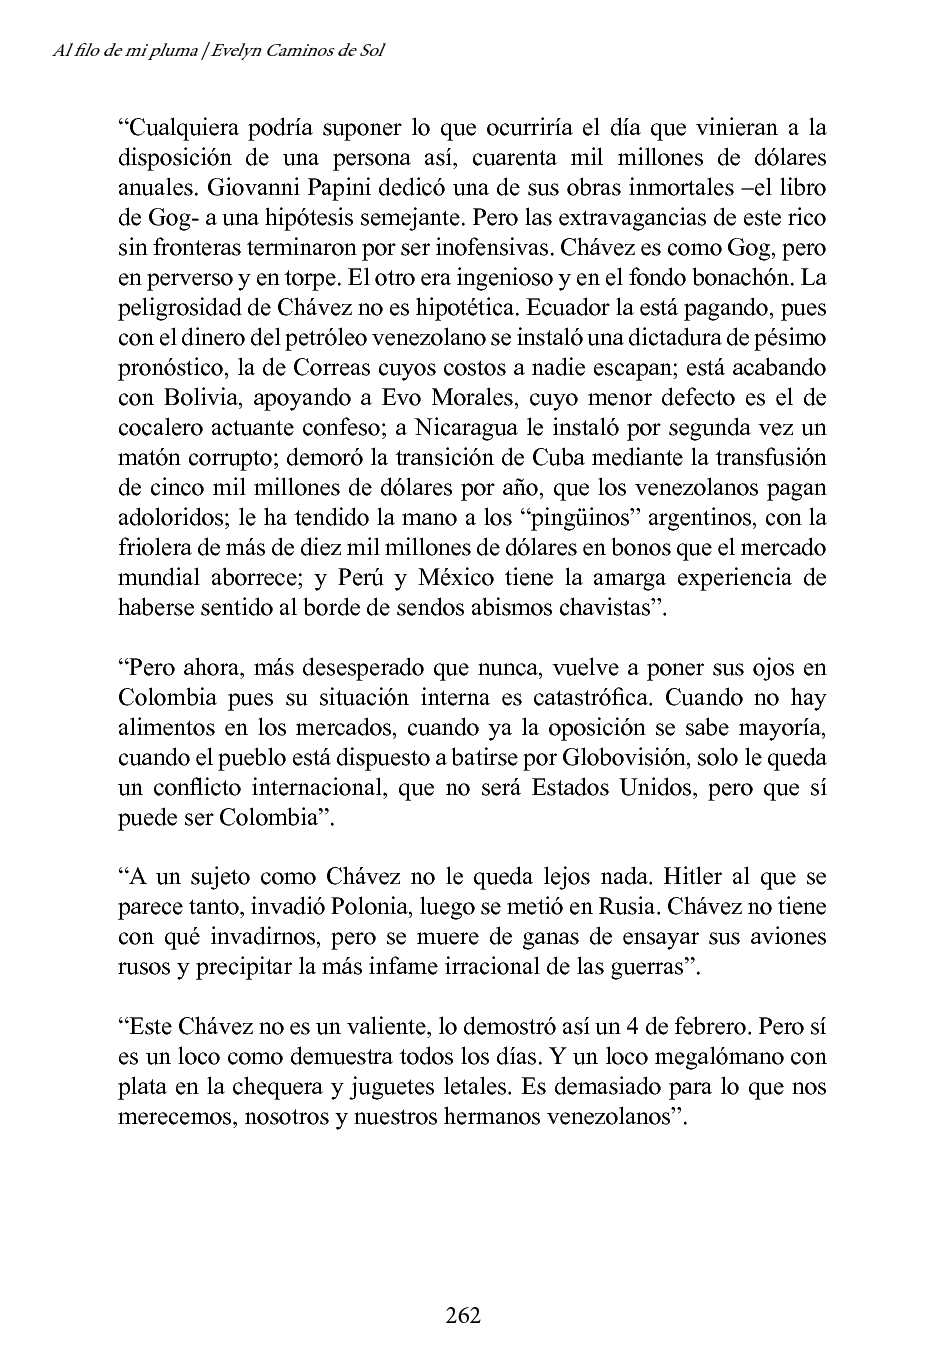 Al filo de mi pluma / Evelyn Caminos de Sol
“Cualquiera podría suponer lo que ocurriría el día que vinieran a la
disposición de una persona así, cuarenta mil millones de dólares
anuales. Giovanni Papini dedicó una de sus obras inmortales –el libro
de Gog- a una hipótesis semejante. Pero las extravagancias de este rico
sin fronteras terminaron por ser inofensivas. Chávez es como Gog, pero
en perverso y en torpe. El otro era ingenioso y en el fondo bonachón. La
peligrosidad de Chávez no es hipotética. Ecuador la está pagando, pues
con el dinero del petróleo venezolano se instaló una dictadura de pésimo
pronóstico, la de Correas cuyos costos a nadie escapan; está acabando
con Bolivia, apoyando a Evo Morales, cuyo menor defecto es el de
cocalero actuante confeso; a Nicaragua le instaló por segunda vez un
matón corrupto; demoró la transición de Cuba mediante la transfusión
de cinco mil millones de dólares por año, que los venezolanos pagan
adoloridos; le ha tendido la mano a los “pingüinos” argentinos, con la
friolera de más de diez mil millones de dólares en bonos que el mercado
mundial aborrece; y Perú y México tiene la amarga experiencia de
haberse sentido al borde de sendos abismos chavistas”.
“Pero ahora, más desesperado que nunca, vuelve a poner sus ojos en
Colombia pues su situación interna es catastrófica. Cuando no hay
alimentos en los mercados, cuando ya la oposición se sabe mayoría,
cuando el pueblo está dispuesto a batirse por Globovisión, solo le queda
un conflicto internacional, que no será Estados Unidos, pero que sí
puede ser Colombia”.
“A un sujeto como Chávez no le queda lejos nada. Hitler al que se
parece tanto, invadió Polonia, luego se metió en Rusia. Chávez no tiene
con qué invadirnos, pero se muere de ganas de ensayar sus aviones
rusos y precipitar la más infame irracional de las guerras”.
“Este Chávez no es un valiente, lo demostró así un 4 de febrero. Pero sí
es un loco como demuestra todos los días. Y un loco megalómano con
plata en la chequera y juguetes letales. Es demasiado para lo que nos
merecemos, nosotros y nuestros hermanos venezolanos”.
262